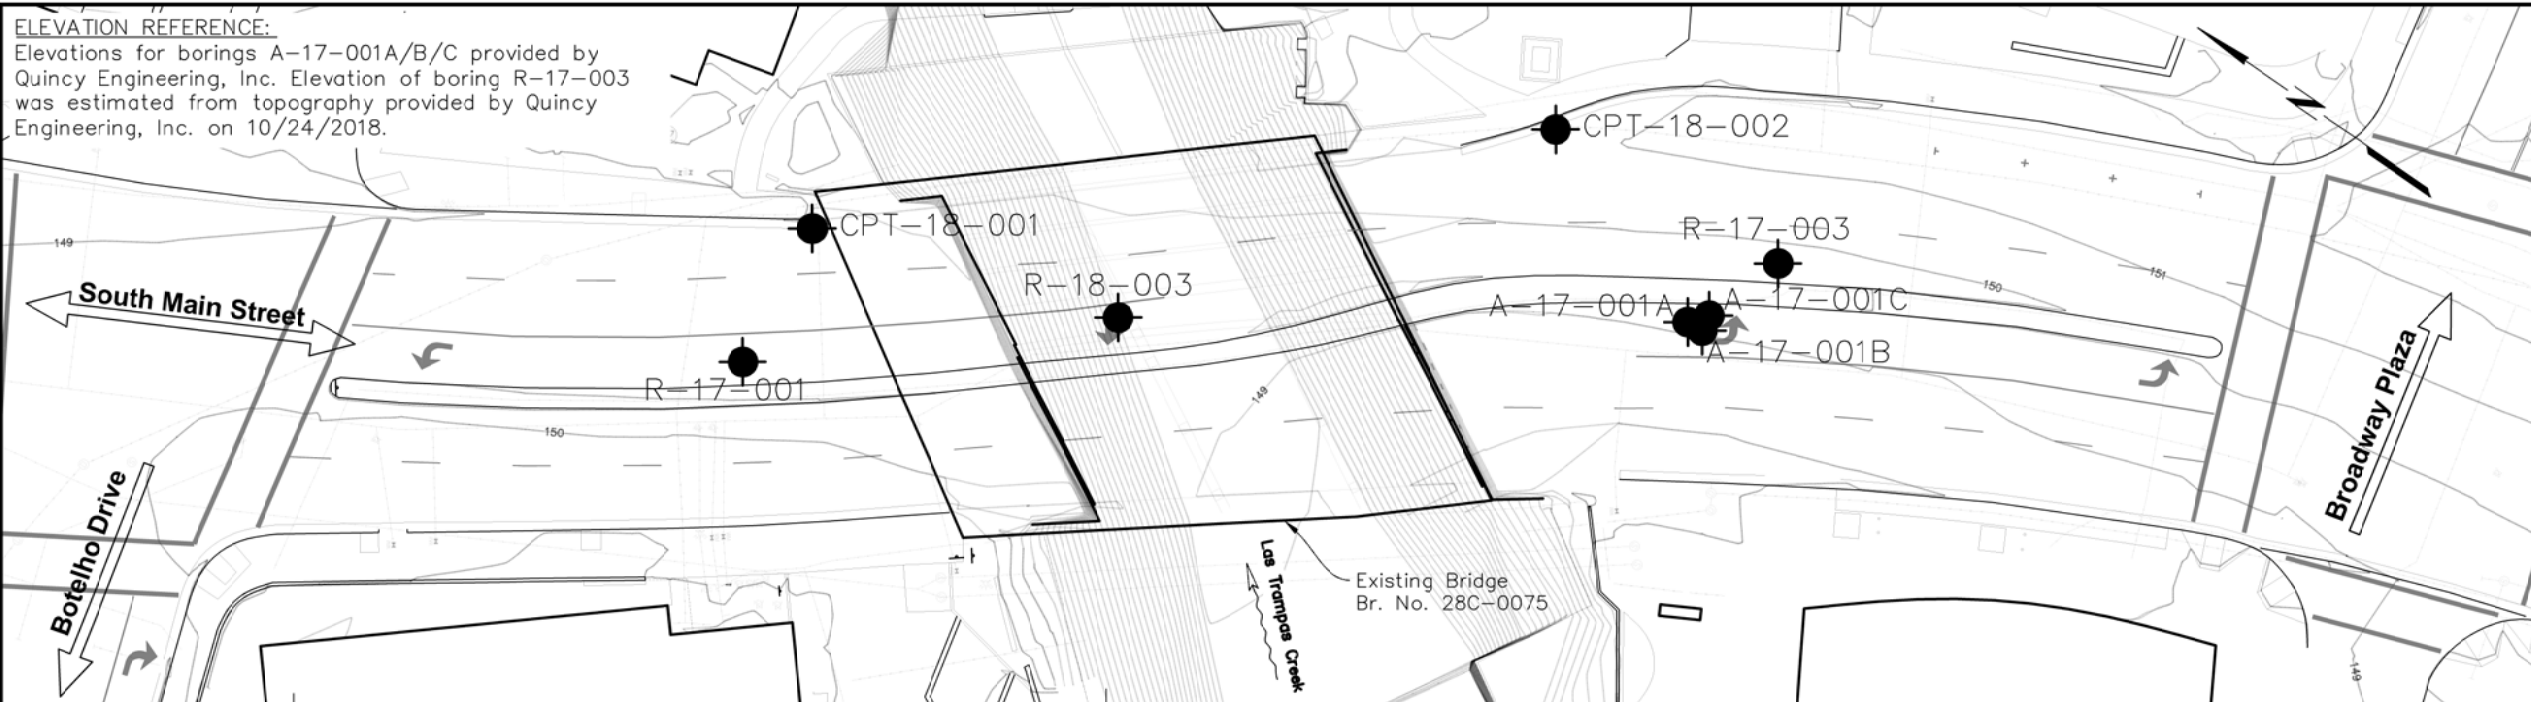 ELEVATION REFERENCE:
Elevations for borings A-17-001A/B/C provided by
Quincy Engineering, Inc. Elevation of boring R-17-003
was estimated from topography provided by Quincy
Engineering, Inc. on 10/24/2018.
CPT-18-002
CPT-18-001
R-17-003
149
151
South Main Street
R-18-003
150
A-17-001A
A-17-001C
A-17-001B
R-17-001
149
150
Botelho Drive
Broadway Plaza
Las Trampas Creek
Existing Bridge
Br. No. 28C-0075
149